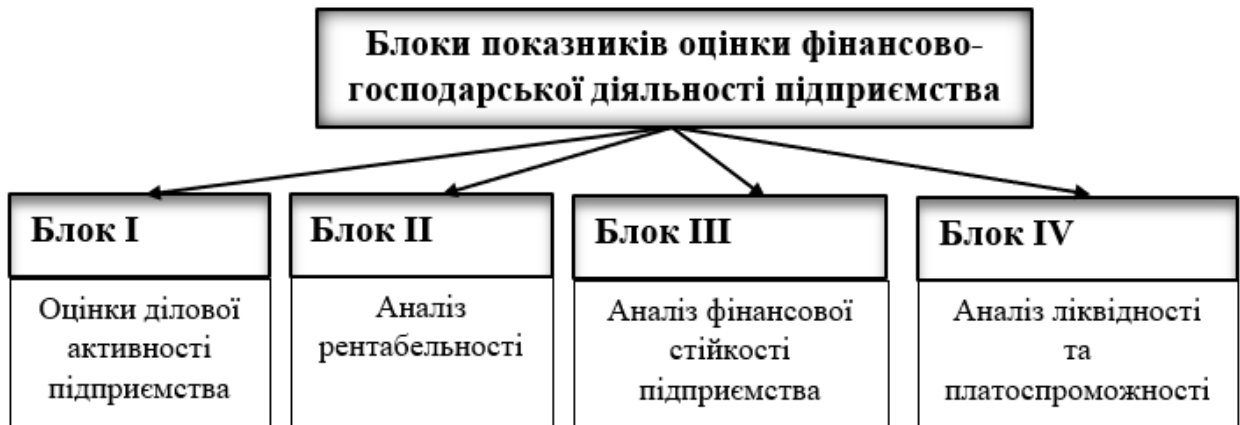 Блоки показників оцінки фінансово-
господарської діяльності підприємства
Блок I
Оцінки ділової
активності
підприємства
Блок II
Аналіз
рентабельності
Блок III
Аналіз фінансової
стійкості
підприємства
Блок IV
Аналіз ліквідності
та
платоспроможності